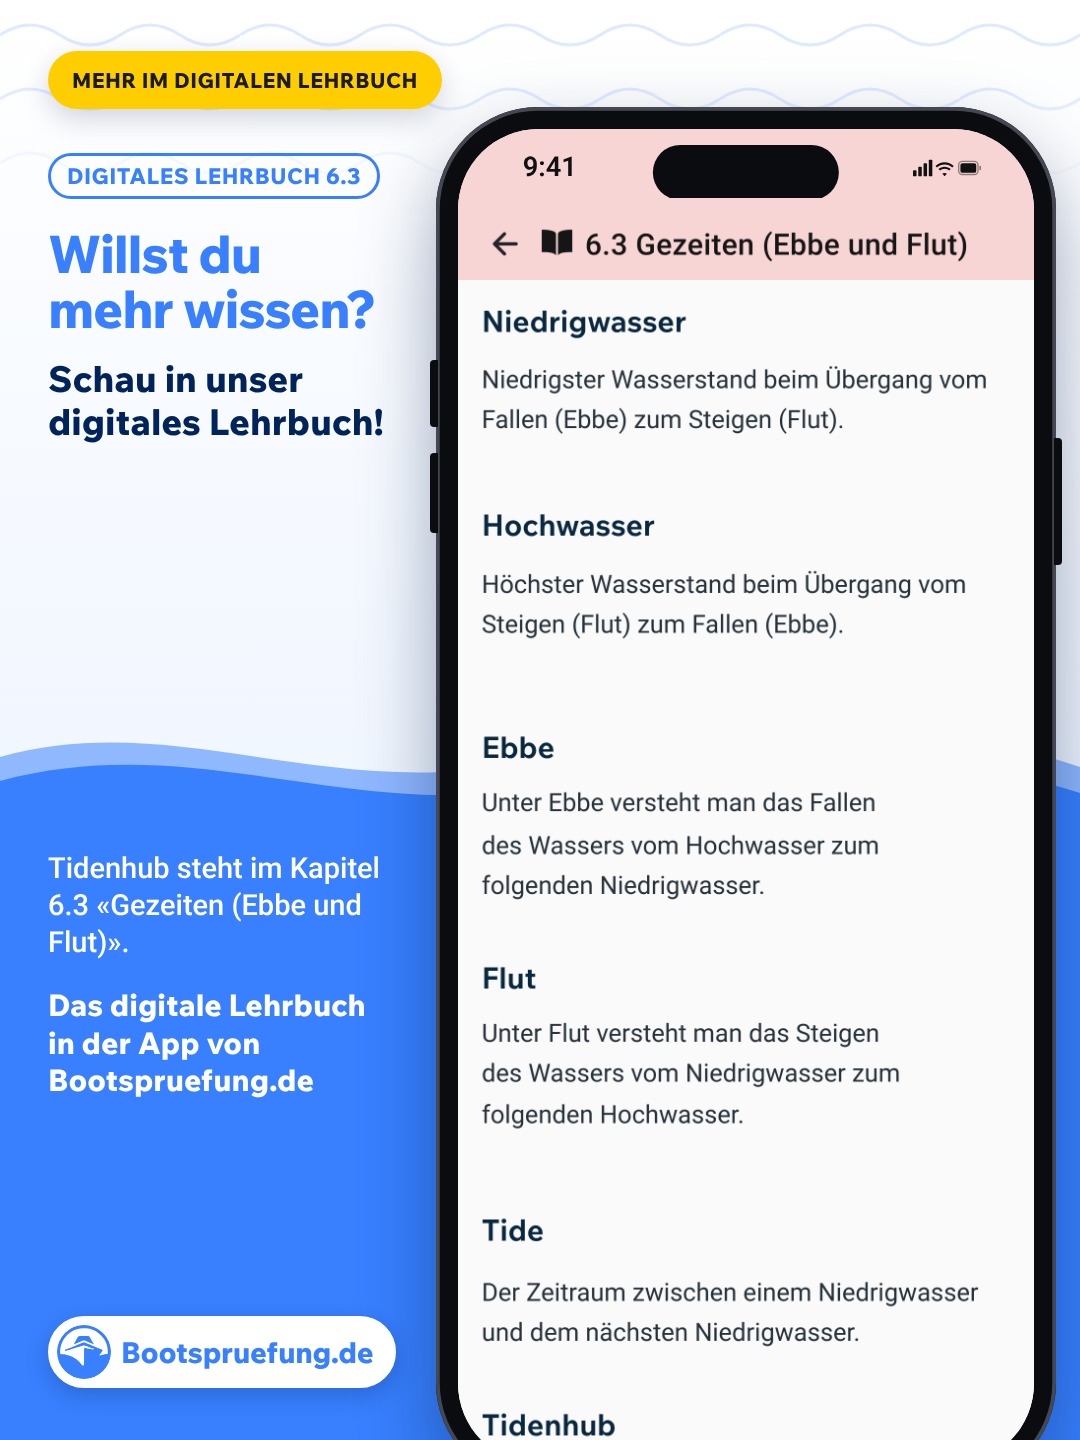 MEHR IM DIGITALEN LEHRBUCH
DIGITALES LEHRBUCH 6.3
Willst du
mehr wissen?
Schau in unser
digitales Lehrbuch!
Tidenhub steht im Kapitel
6.3 «Gezeiten (Ebbe und
Flut)».
Das digitale Lehrbuch
in der App von
Bootspruefung.de
Bootspruefung.de
9:41
6.3 Gezeiten (Ebbe und Flut)
Niedrigwasser
Niedrigster Wasserstand beim Übergang vom
Fallen (Ebbe) zum Steigen (Flut).
Hochwasser
Höchster Wasserstand beim Übergang vom
Steigen (Flut) zum Fallen (Ebbe).
Ebbe
Unter Ebbe versteht man das Fallen
des Wassers vom Hochwasser zum
folgenden Niedrigwasser.
Flut
Unter Flut versteht man das Steigen
des Wassers vom Niedrigwasser zum
folgenden Hochwasser.
Tide
Der Zeitraum zwischen einem Niedrigwasser
und dem nächsten Niedrigwasser.
Tidenhub